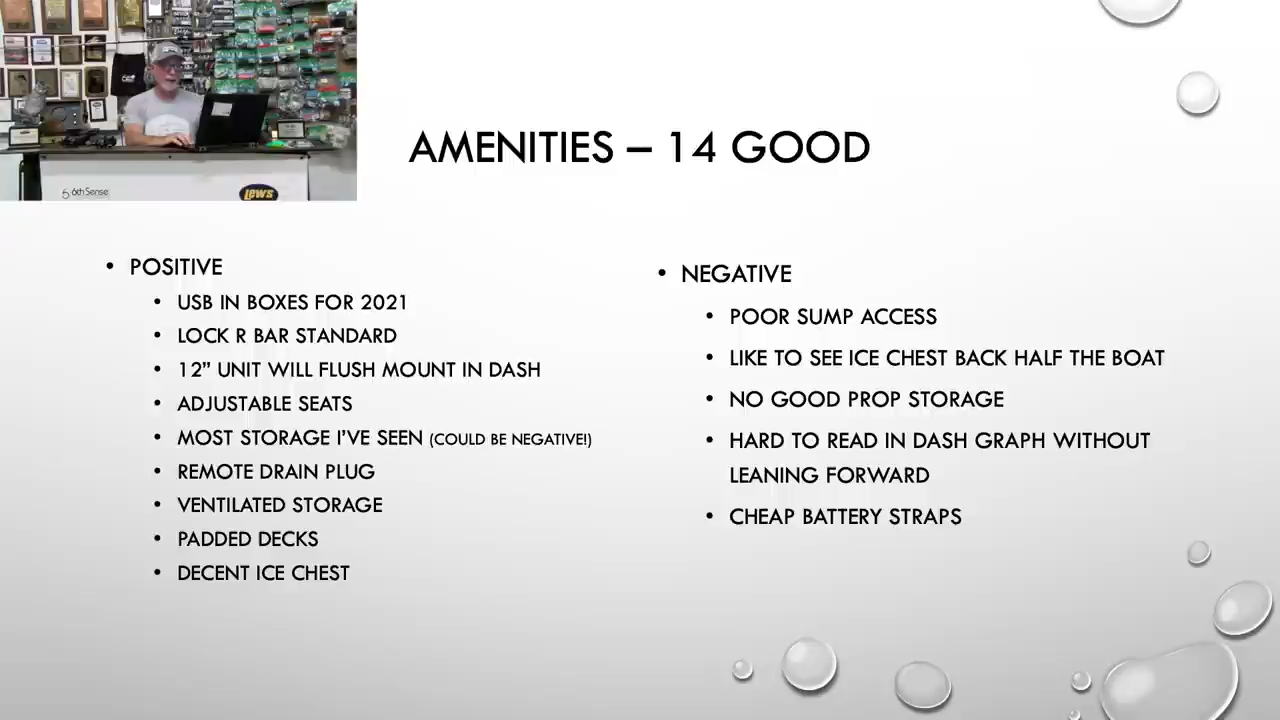 6th Sense
Lews
AMENITIES – 14 GOOD
• POSITIVE
• USB IN BOXES FOR 2021
• LOCK R BAR STANDARD
• 12” UNIT WILL FLUSH MOUNT IN DASH
• ADJUSTABLE SEATS
• MOST STORAGE I’VE SEEN (COULD BE NEGATIVE!)
• REMOTE DRAIN PLUG
• VENTILATED STORAGE
• PADDED DECKS
• DECENT ICE CHEST
• NEGATIVE
• POOR SUMP ACCESS
• LIKE TO SEE ICE CHEST BACK HALF THE BOAT
• NO GOOD PROP STORAGE
• HARD TO READ IN DASH GRAPH WITHOUT
LEANING FORWARD
• CHEAP BATTERY STRAPS